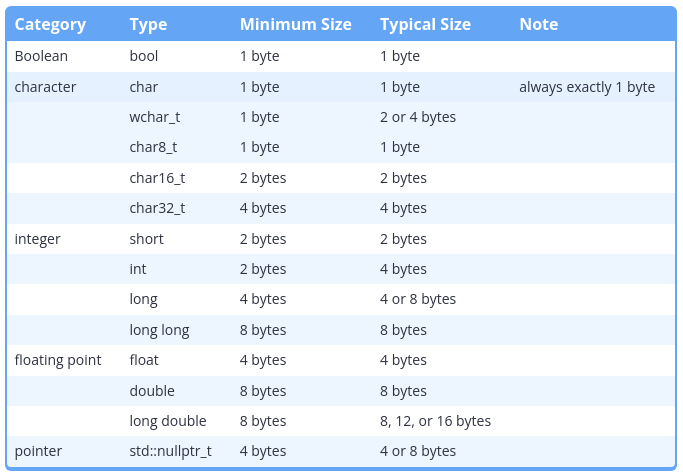 Category Type Minimum Size Typical Size Note
Boolean bool 1 byte 1 byte
character char 1 byte 1 byte always exactly 1 byte
wchar_t 1 byte 2 or 4 bytes
char8_t 1 byte 1 byte
char16_t 2 bytes 2 bytes
char32_t 4 bytes 4 bytes
integer short 2 bytes 2 bytes
int 2 bytes 4 bytes
long 4 bytes 4 or 8 bytes
long long 8 bytes 8 bytes
floating point float 4 bytes 4 bytes
double 8 bytes 8 bytes
long double 8 bytes 8, 12, or 16 bytes
pointer std::nullptr_t 4 bytes 4 or 8 bytes